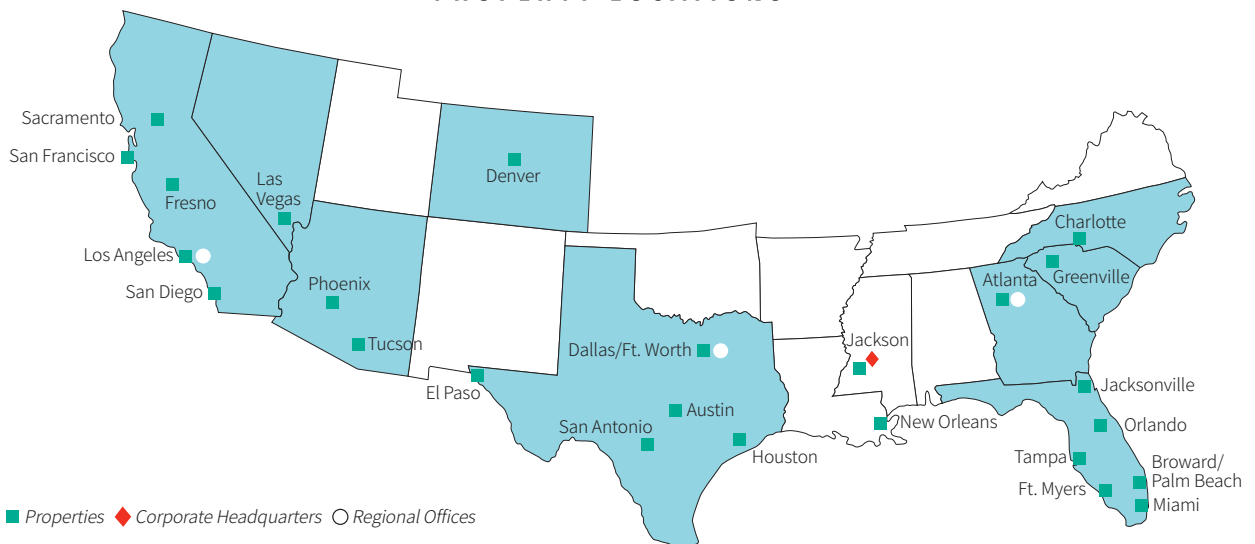 Sacramento
San Francisco
Fresno
Las
Vegas
Los Angeles
San Diego
Phoenix
Tucson
Denver
El Paso
Dallas/Ft. Worth
Austin
San Antonio
Houston
Jackson
New Orleans
Charlotte
Greenville
Atlanta
Jacksonville
Orlando
Tampa
Ft. Myers
Broward/
Palm Beach
Miami
Properties
Corporate Headquarters
Regional Offices